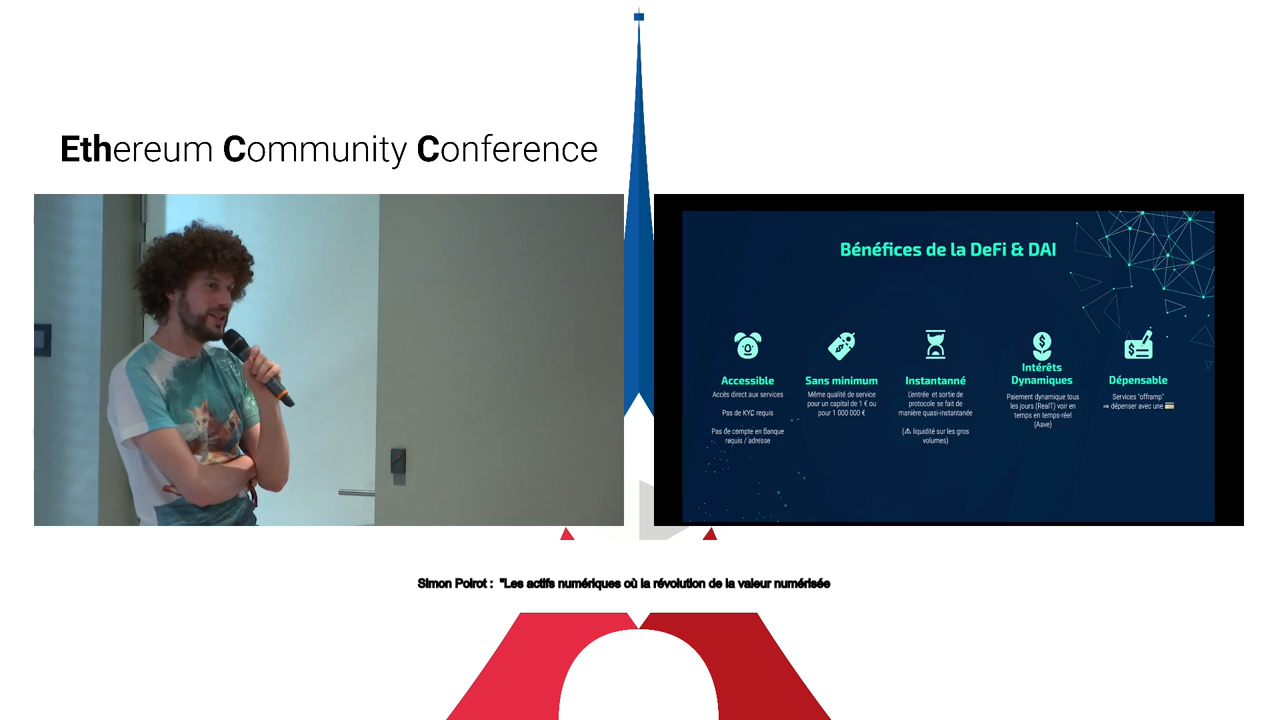 Ethereum Community Conference
Bénéfices de la DeFi & DAI
Accessible
Accès direct aux services
Pas de KYC requis
Pas de compte en banque
requis / adresse
Sans minimum
Même qualité de service
pour un capital de 1 € ou
pour 1 000 000 €
Instantanné
L'entrée et sortie de
protocole se fait de
manière quasi-instantanée
(⚠ liquidité sur les gros
volumes)
Intérêts
Dynamiques
Paiement dynamique tous
les jours (RealT) voir en
temps en temps-réel
(Aave)
Dépensable
Services "offramp"
⇒ dépenser avec une 💳
Simon Poirot : "Les actifs numériques où la révolution de la valeur numérisée